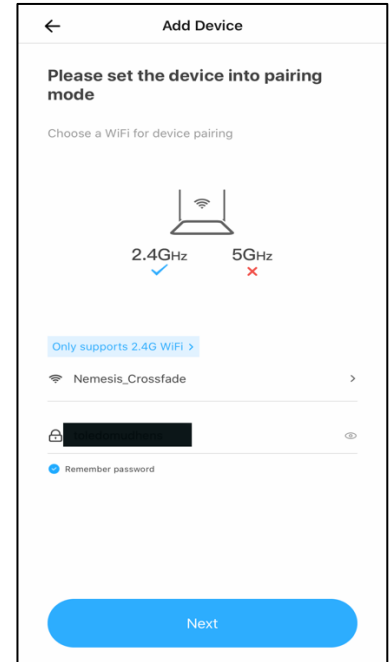 Add Device
Please set the device into pairing
mode
Choose a WiFi for device pairing
2.4GHz
5GHz
Only supports 2.4G WiFi >
Nemesis_Crossfade
Remember password
Next